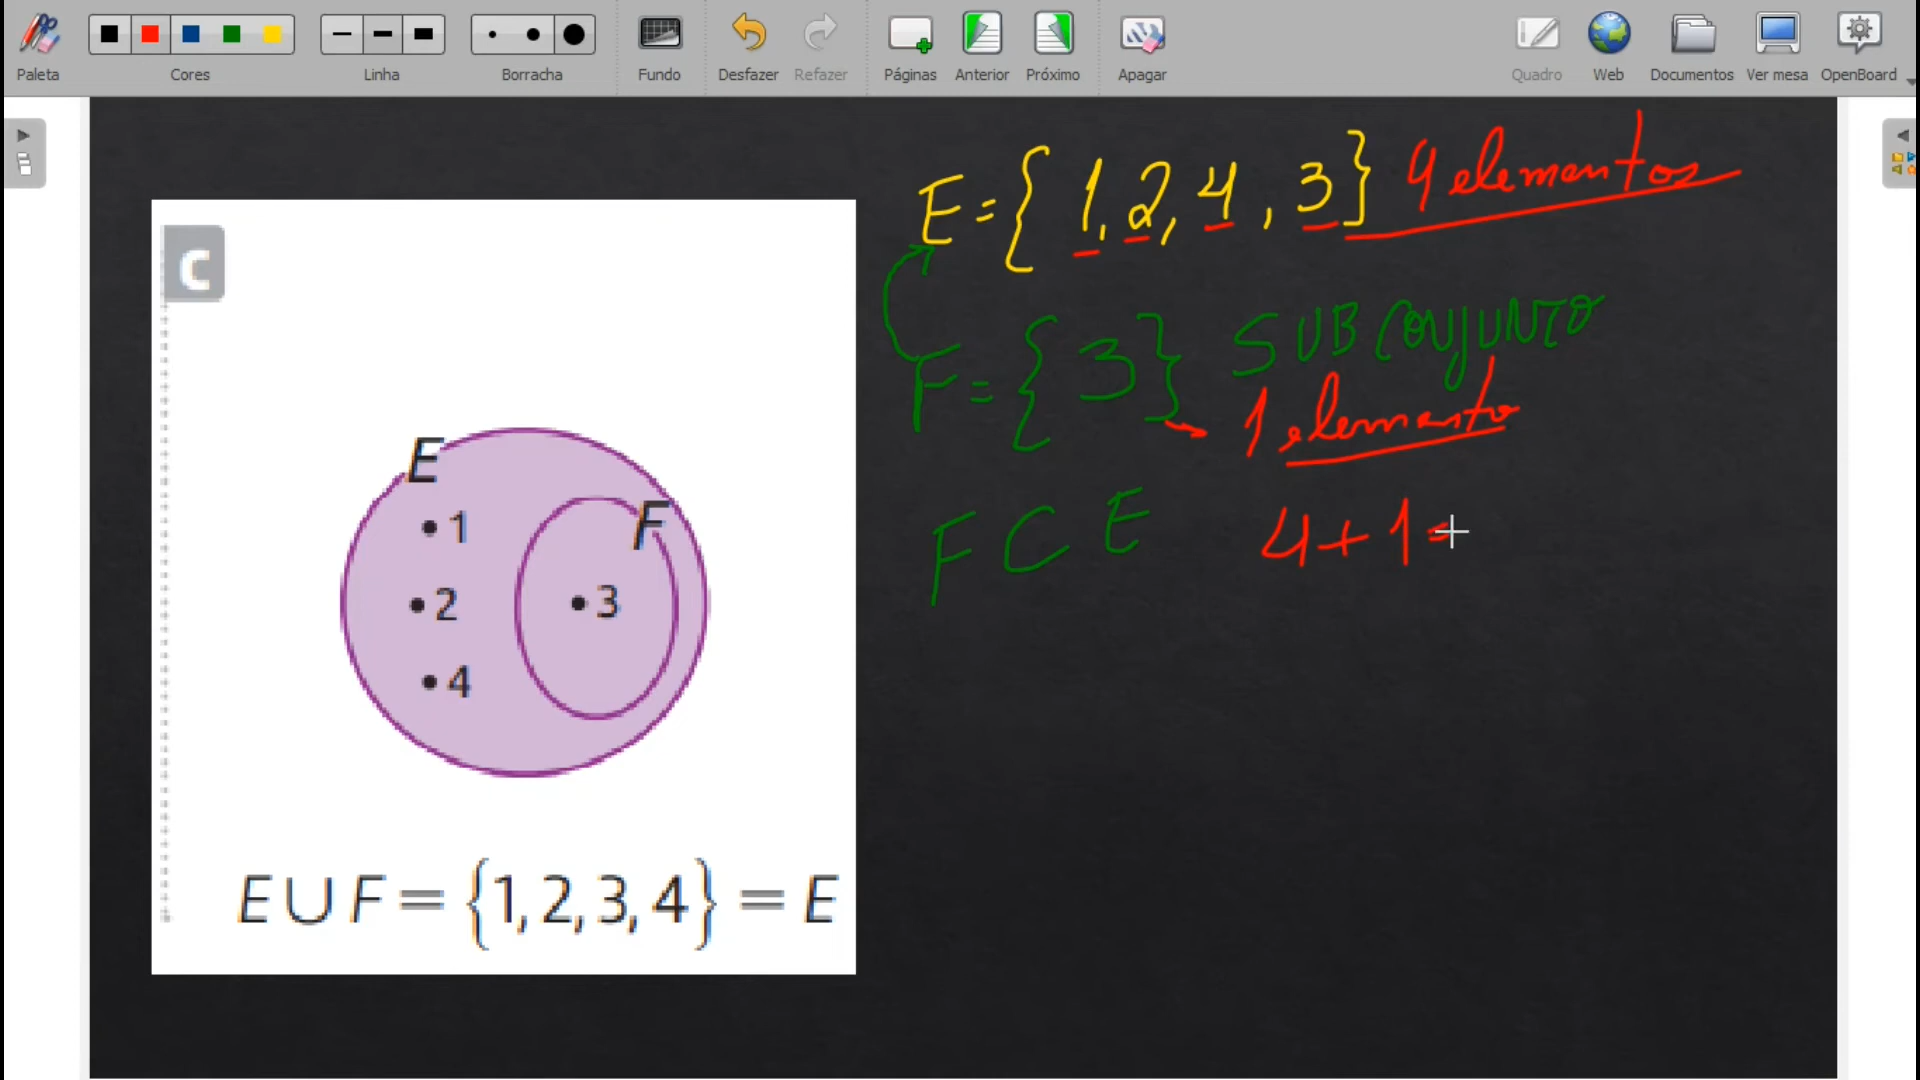 Paleta Cores Linha Borracha Fundo Desfazer Refazer Páginas Anterior Próximo Apagar Quadro Web Documentos Ver mesa OpenBoard
E = { 1, 2, 4, 3} 4 elementos
F = { 3 } SUBCONJUNTO
1 elemento
F ⊂ E 4 + 1 =
C
E
F
• 1
• 2 • 3
• 4
E ∪ F = {1, 2, 3, 4} = E